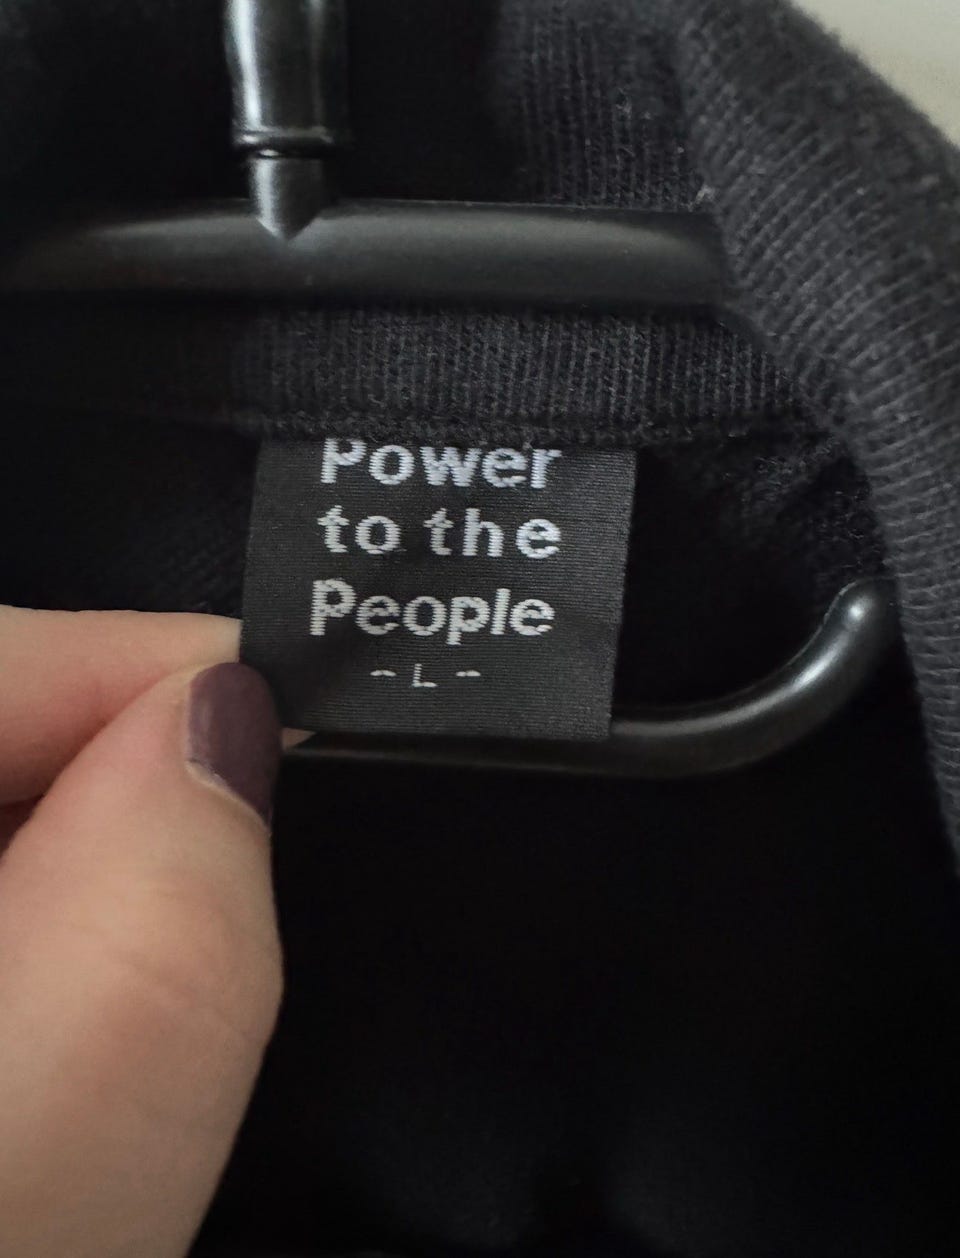 Power
to the
People
- L -